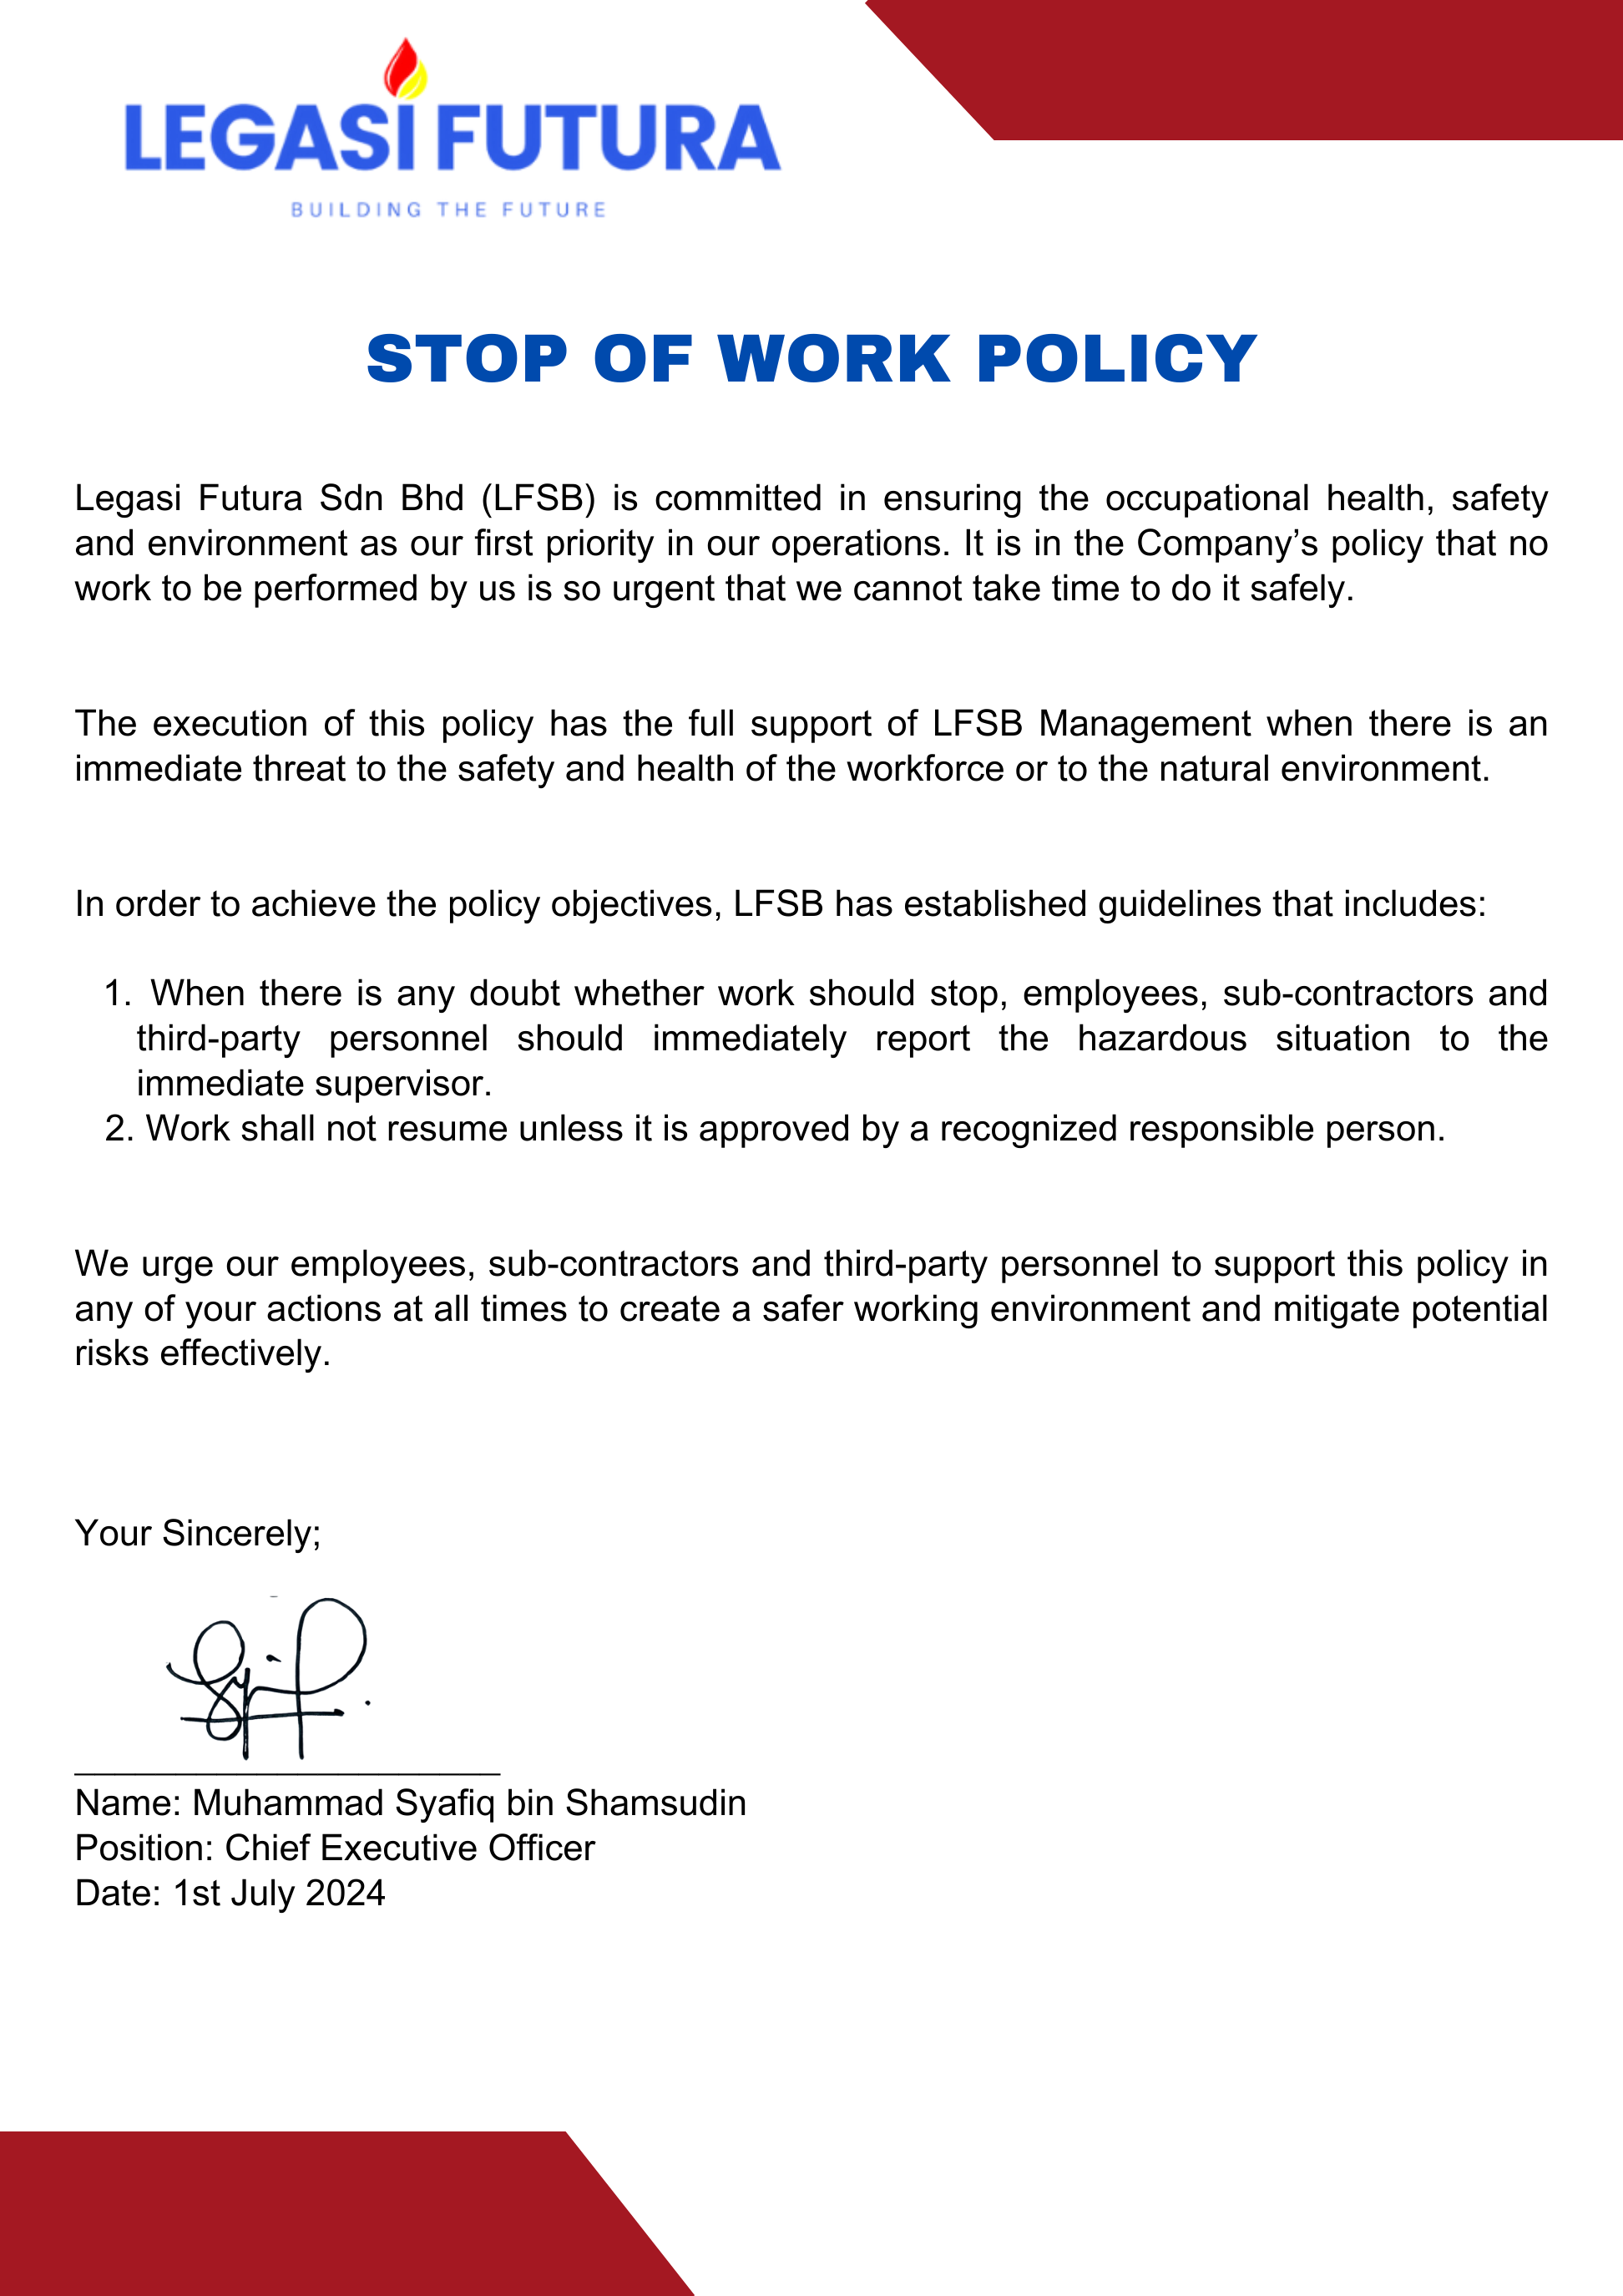 LEGASI FUTURA
BUILDING THE FUTURE
STOP OF WORK POLICY
Legasi Futura Sdn Bhd (LFSB) is committed in ensuring the occupational health, safety
and environment as our first priority in our operations. It is in the Company’s policy that no
work to be performed by us is so urgent that we cannot take time to do it safely.
The execution of this policy has the full support of LFSB Management when there is an
immediate threat to the safety and health of the workforce or to the natural environment.
In order to achieve the policy objectives, LFSB has established guidelines that includes:
1. When there is any doubt whether work should stop, employees, sub-contractors and
third-party personnel should immediately report the hazardous situation to the
immediate supervisor.
2. Work shall not resume unless it is approved by a recognized responsible person.
We urge our employees, sub-contractors and third-party personnel to support this policy in
any of your actions at all times to create a safer working environment and mitigate potential
risks effectively.
Your Sincerely;
Name: Muhammad Syafiq bin Shamsudin
Position: Chief Executive Officer
Date: 1st July 2024